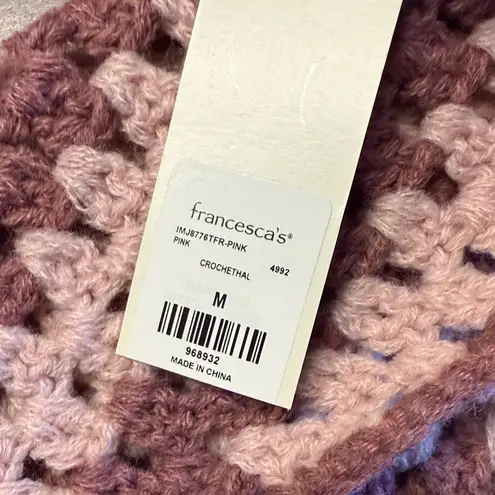 francesca's®
IMJ8776TFR-PINK
PINK 4992
CROCHETHAL
M
968932
MADE IN CHINA